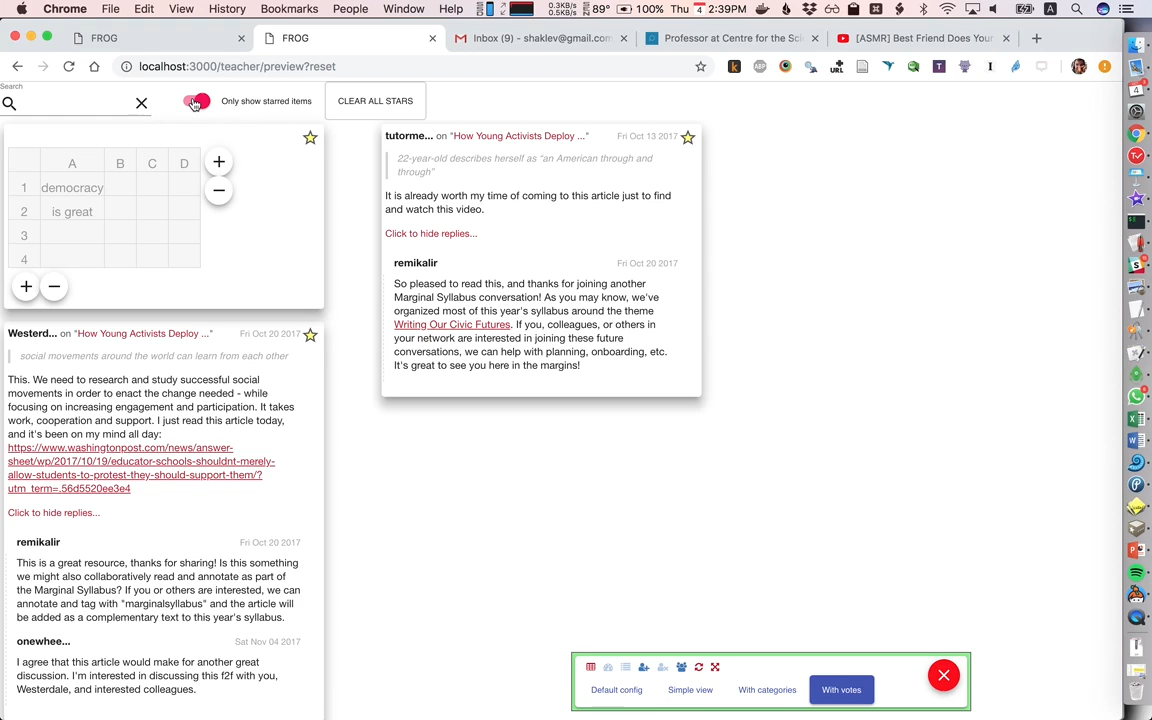 Chrome File Edit View History Bookmarks People Window Help 0.3KB/s 0.5KB/s 89° 100% Thu 4 2:39PM
FROG FROG Inbox (9) - shaklev@gmail.com Professor at Centre for the Sci [ASMR] Best Friend Does Your
localhost:3000/teacher/preview?reset
Search
Only show starred items
CLEAR ALL STARS
A B C D
1 democracy
2 is great
3
4
Westerd... on "How Young Activists Deploy ..." Fri Oct 20 2017
social movements around the world can learn from each other
This. We need to research and study successful social
movements in order to enact the change needed - while
focusing on increasing engagement and participation. It takes
work, cooperation and support. I just read this article today,
and it's been on my mind all day:
https://www.washingtonpost.com/news/answer-
sheet/wp/2017/10/19/educator-schools-shouldnt-merely-
allow-students-to-protest-they-should-support-them/?
utm_term=.56d5520ee3e4
Click to hide replies...
remikalir Fri Oct 20 2017
This is a great resource, thanks for sharing! Is this something
we might also collaboratively read and annotate as part of
the Marginal Syllabus? If you or others are interested, we can
annotate and tag with "marginalsyllabus" and the article will
be added as a complementary text to this year's syllabus.
onewhee... Sat Nov 04 2017
I agree that this article would make for another great
discussion. I'm interested in discussing this f2f with you,
Westerdale, and interested colleagues.
tutorme... on "How Young Activists Deploy ..." Fri Oct 13 2017
22-year-old describes herself as "an American through and
through"
It is already worth my time of coming to this article just to find
and watch this video.
Click to hide replies...
remikalir Fri Oct 20 2017
So pleased to read this, and thanks for joining another
Marginal Syllabus conversation! As you may know, we've
organized most of this year's syllabus around the theme
Writing Our Civic Futures. If you, colleagues, or others in
your network are interested in joining these future
conversations, we can help with planning, onboarding, etc.
It's great to see you here in the margins!
Default config Simple view With categories With votes